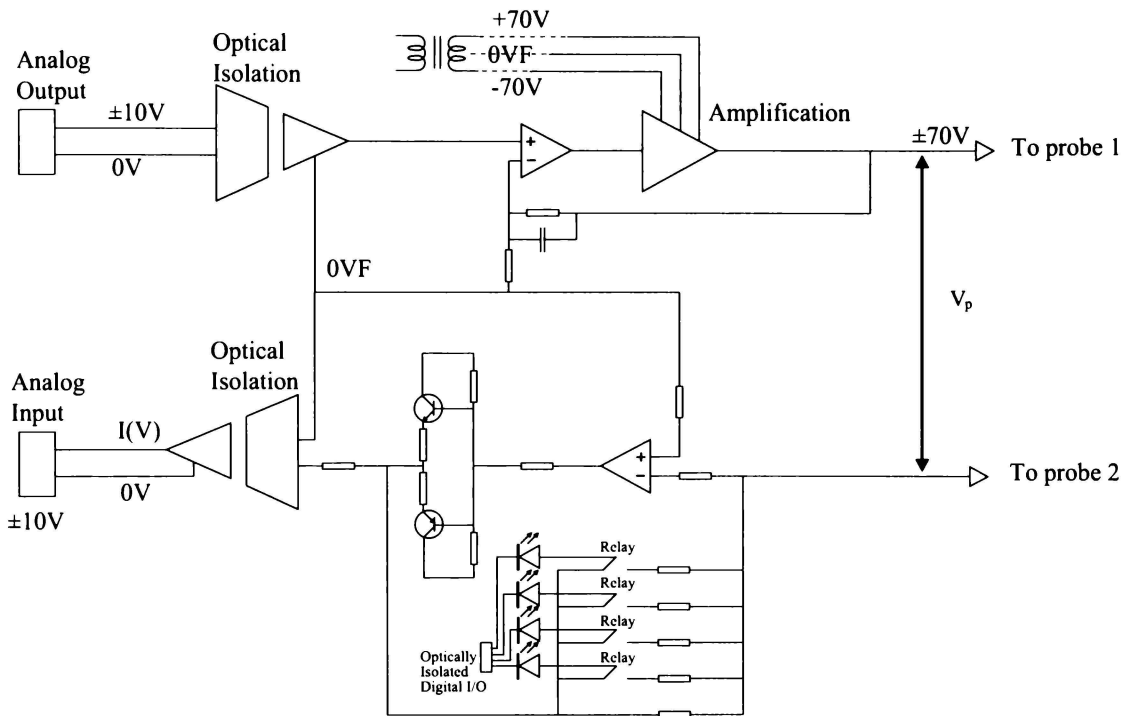 +70V
0VF
-70V
Optical
Isolation
Analog
Output
±10V
0V
Amplification
+
−
±70V
To probe 1
0VF
Vₚ
Optical
Isolation
Analog
Input
I(V)
0V
±10V
+
−
To probe 2
Relay
Relay
Relay
Relay
Optically
Isolated
Digital I/O